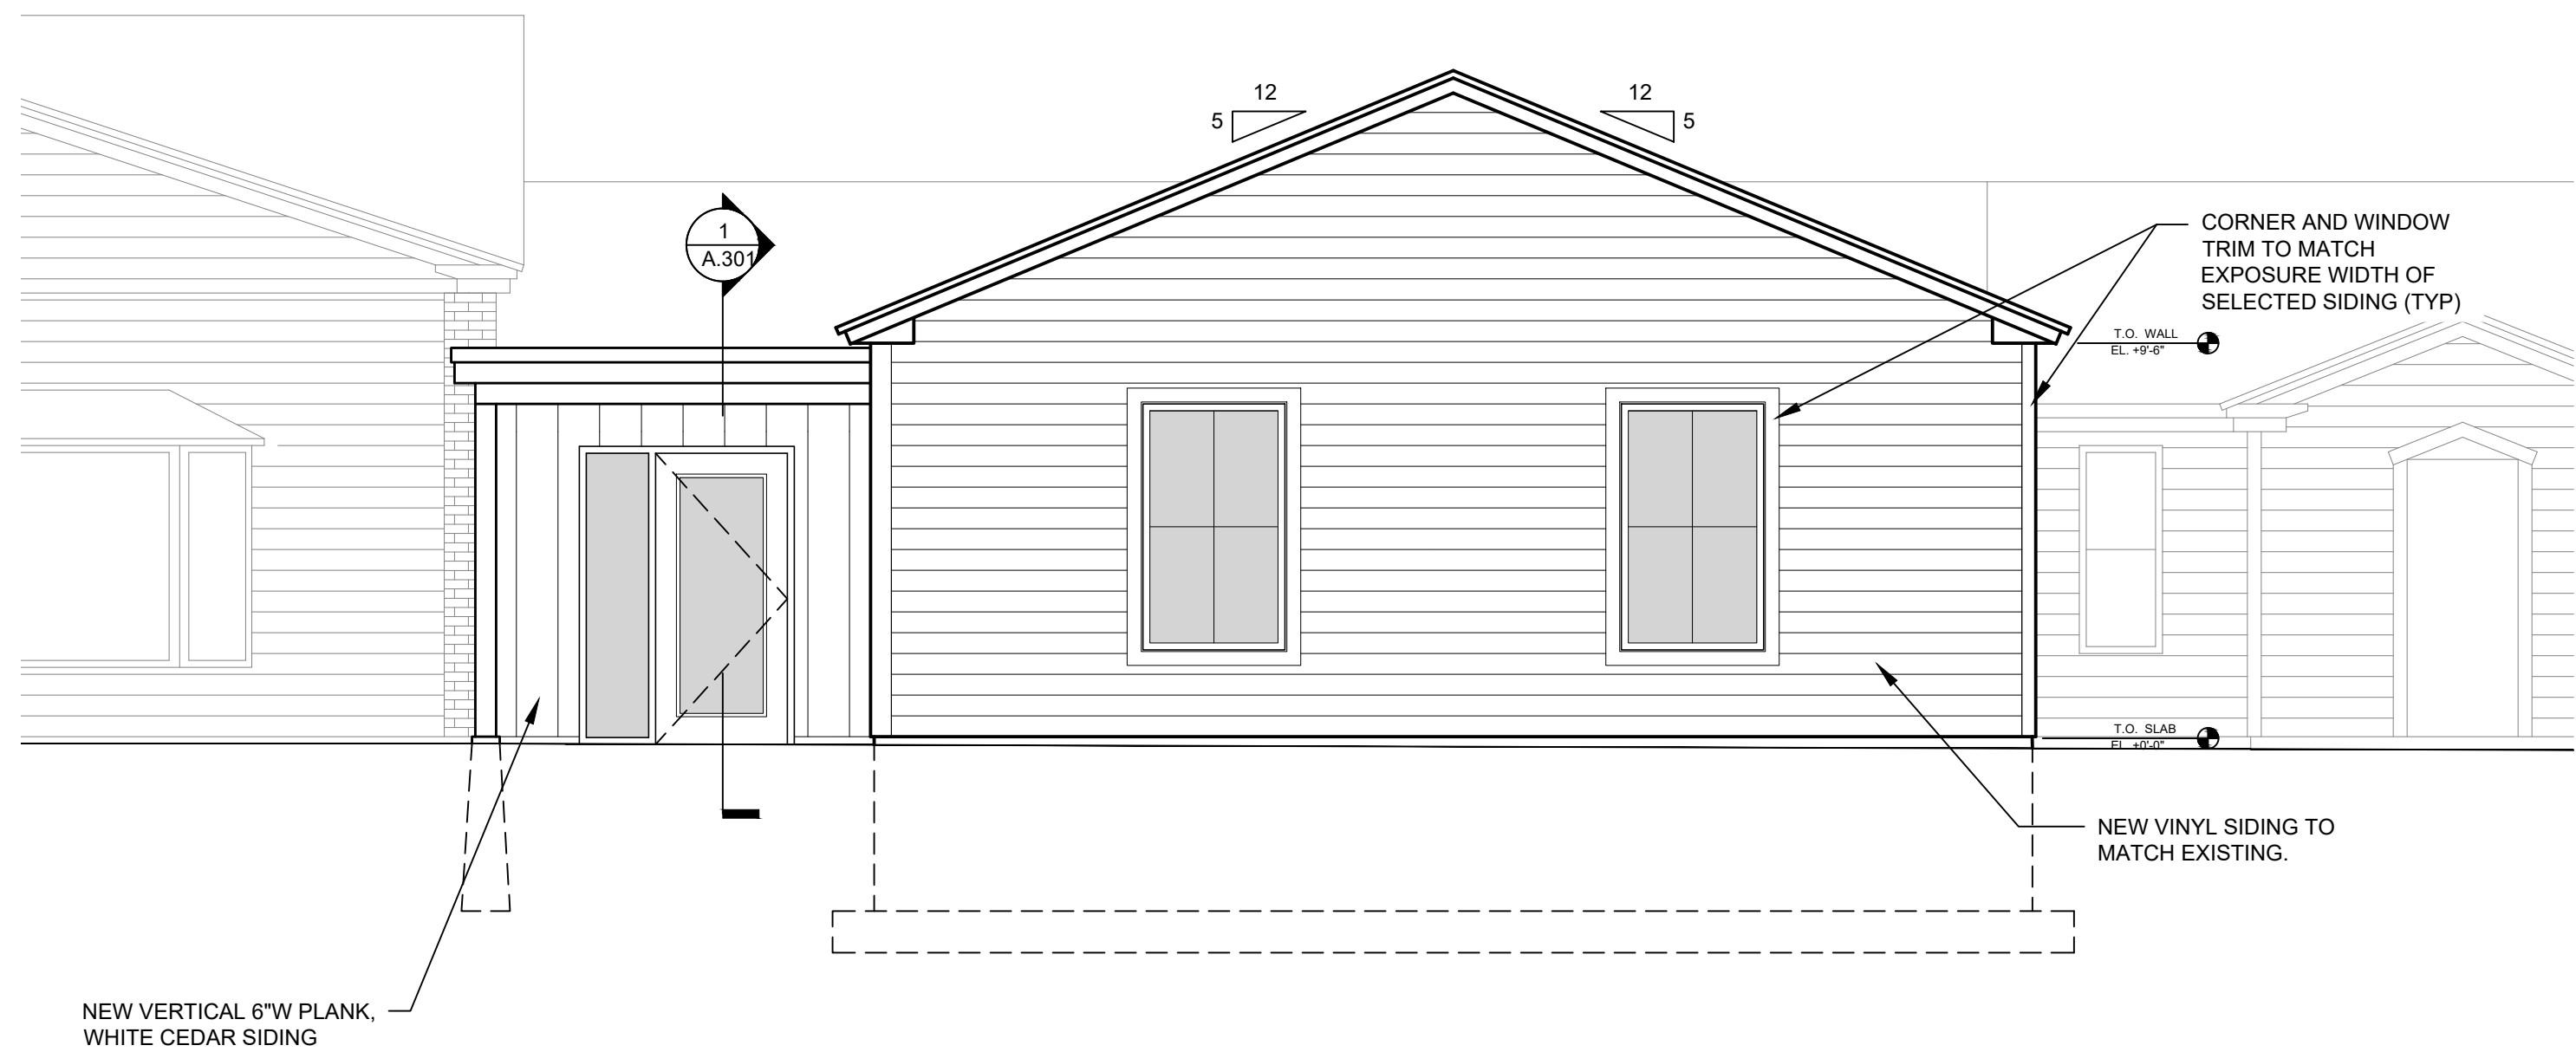 12
5
12
5
1
A.301
CORNER AND WINDOW
TRIM TO MATCH
EXPOSURE WIDTH OF
SELECTED SIDING (TYP)
T.O. WALL
EL. +9'-6"
T.O. SLAB
EL. +0'-0"
NEW VINYL SIDING TO
MATCH EXISTING.
NEW VERTICAL 6"W PLANK,
WHITE CEDAR SIDING